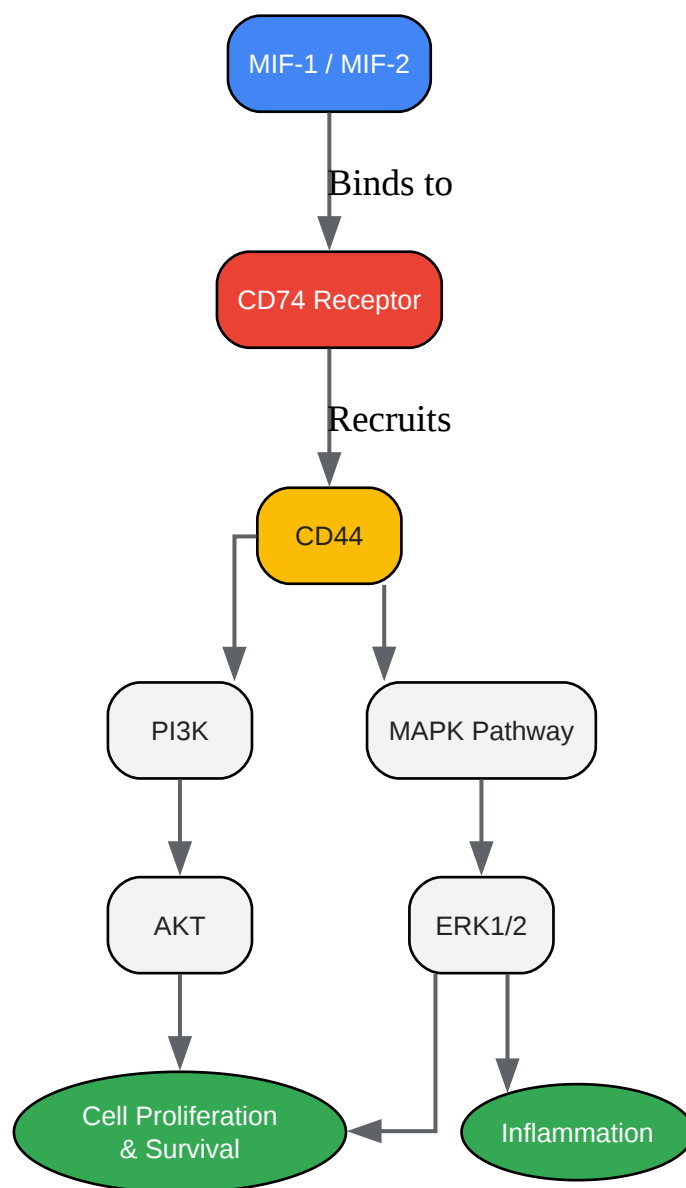 MIF-1 / MIF-2
Binds to
CD74 Receptor
Recruits
CD44
PI3K
MAPK Pathway
AKT
ERK1/2
Cell Proliferation
& Survival
Inflammation